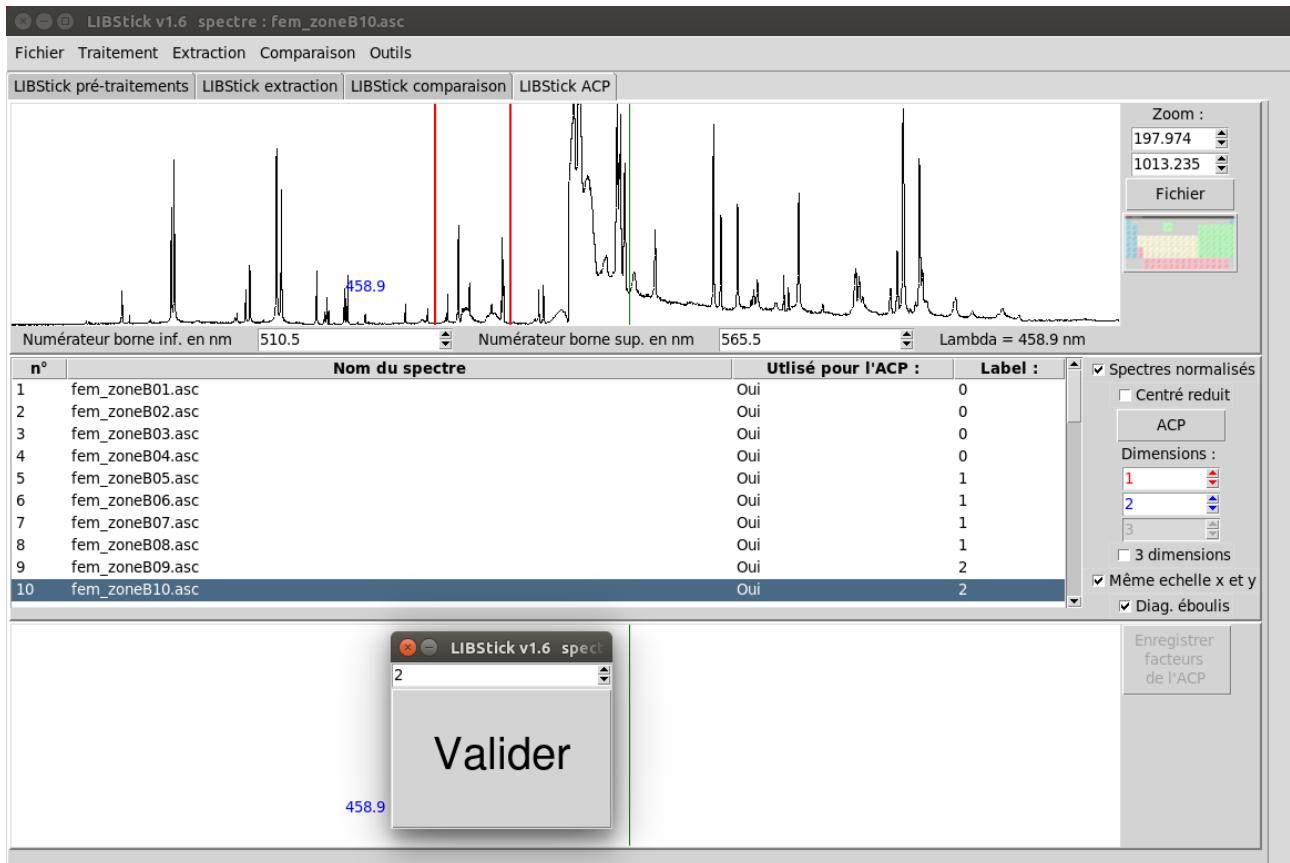 LIBStick v1.6 spectre : fem_zoneB10.asc
Fichier Traitement Extraction Comparaison Outils
LIBStick pré-traitements LIBStick extraction LIBStick comparaison LIBStick ACP
Zoom :
197.974
1013.235
Fichier
458.9
Numérateur borne inf. en nm 510.5 Numérateur borne sup. en nm 565.5 Lambda = 458.9 nm
n° Nom du spectre Utlisé pour l'ACP : Label :
1 fem_zoneB01.asc Oui 0
2 fem_zoneB02.asc Oui 0
3 fem_zoneB03.asc Oui 0
4 fem_zoneB04.asc Oui 0
5 fem_zoneB05.asc Oui 1
6 fem_zoneB06.asc Oui 1
7 fem_zoneB07.asc Oui 1
8 fem_zoneB08.asc Oui 1
9 fem_zoneB09.asc Oui 2
10 fem_zoneB10.asc Oui 2
Spectres normalisés
Centré reduit
ACP
Dimensions :
1
2
3
3 dimensions
Même echelle x et y
Diag. éboulis
LIBStick v1.6 spect
2
Valider
458.9
Enregistrer
facteurs
de l'ACP